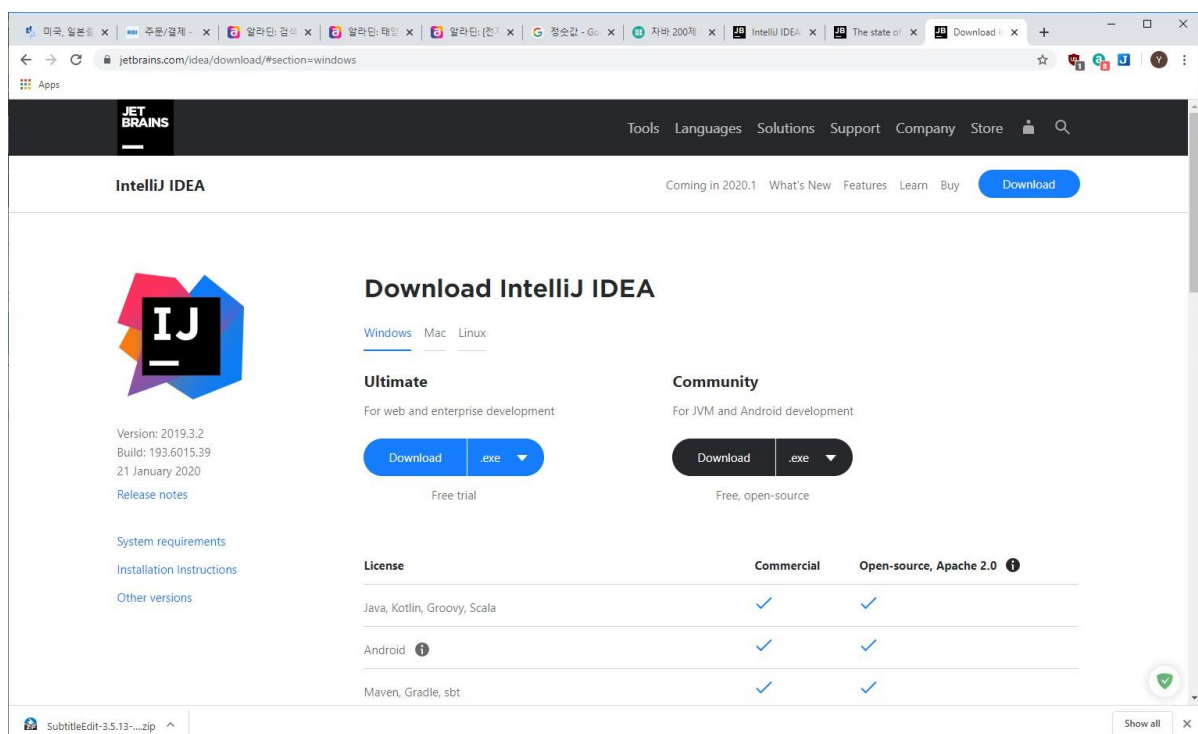 미국, 일본
주문/결제 -
알라딘: 검색
알라딘: 태양
알라딘: [전
정숫값 - Go
자바 200제
IntelliJ IDEA
The state of
Download I
jetbrains.com/idea/download/#section=windows
Apps
JET
BRAINS
Tools Languages Solutions Support Company Store
IntelliJ IDEA
Coming in 2020.1 What's New Features Learn Buy Download
IJ
Download IntelliJ IDEA
Windows Mac Linux
Ultimate
Community
For web and enterprise development
For JVM and Android development
Download .exe
Download .exe
Free trial
Free, open-source
Version: 2019.3.2
Build: 193.6015.39
21 January 2020
Release notes
System requirements
Installation Instructions
Other versions
License Commercial Open-source, Apache 2.0
Java, Kotlin, Groovy, Scala
Android
Maven, Gradle, sbt
SubtitleEdit-3.5.13-....zip
Show all